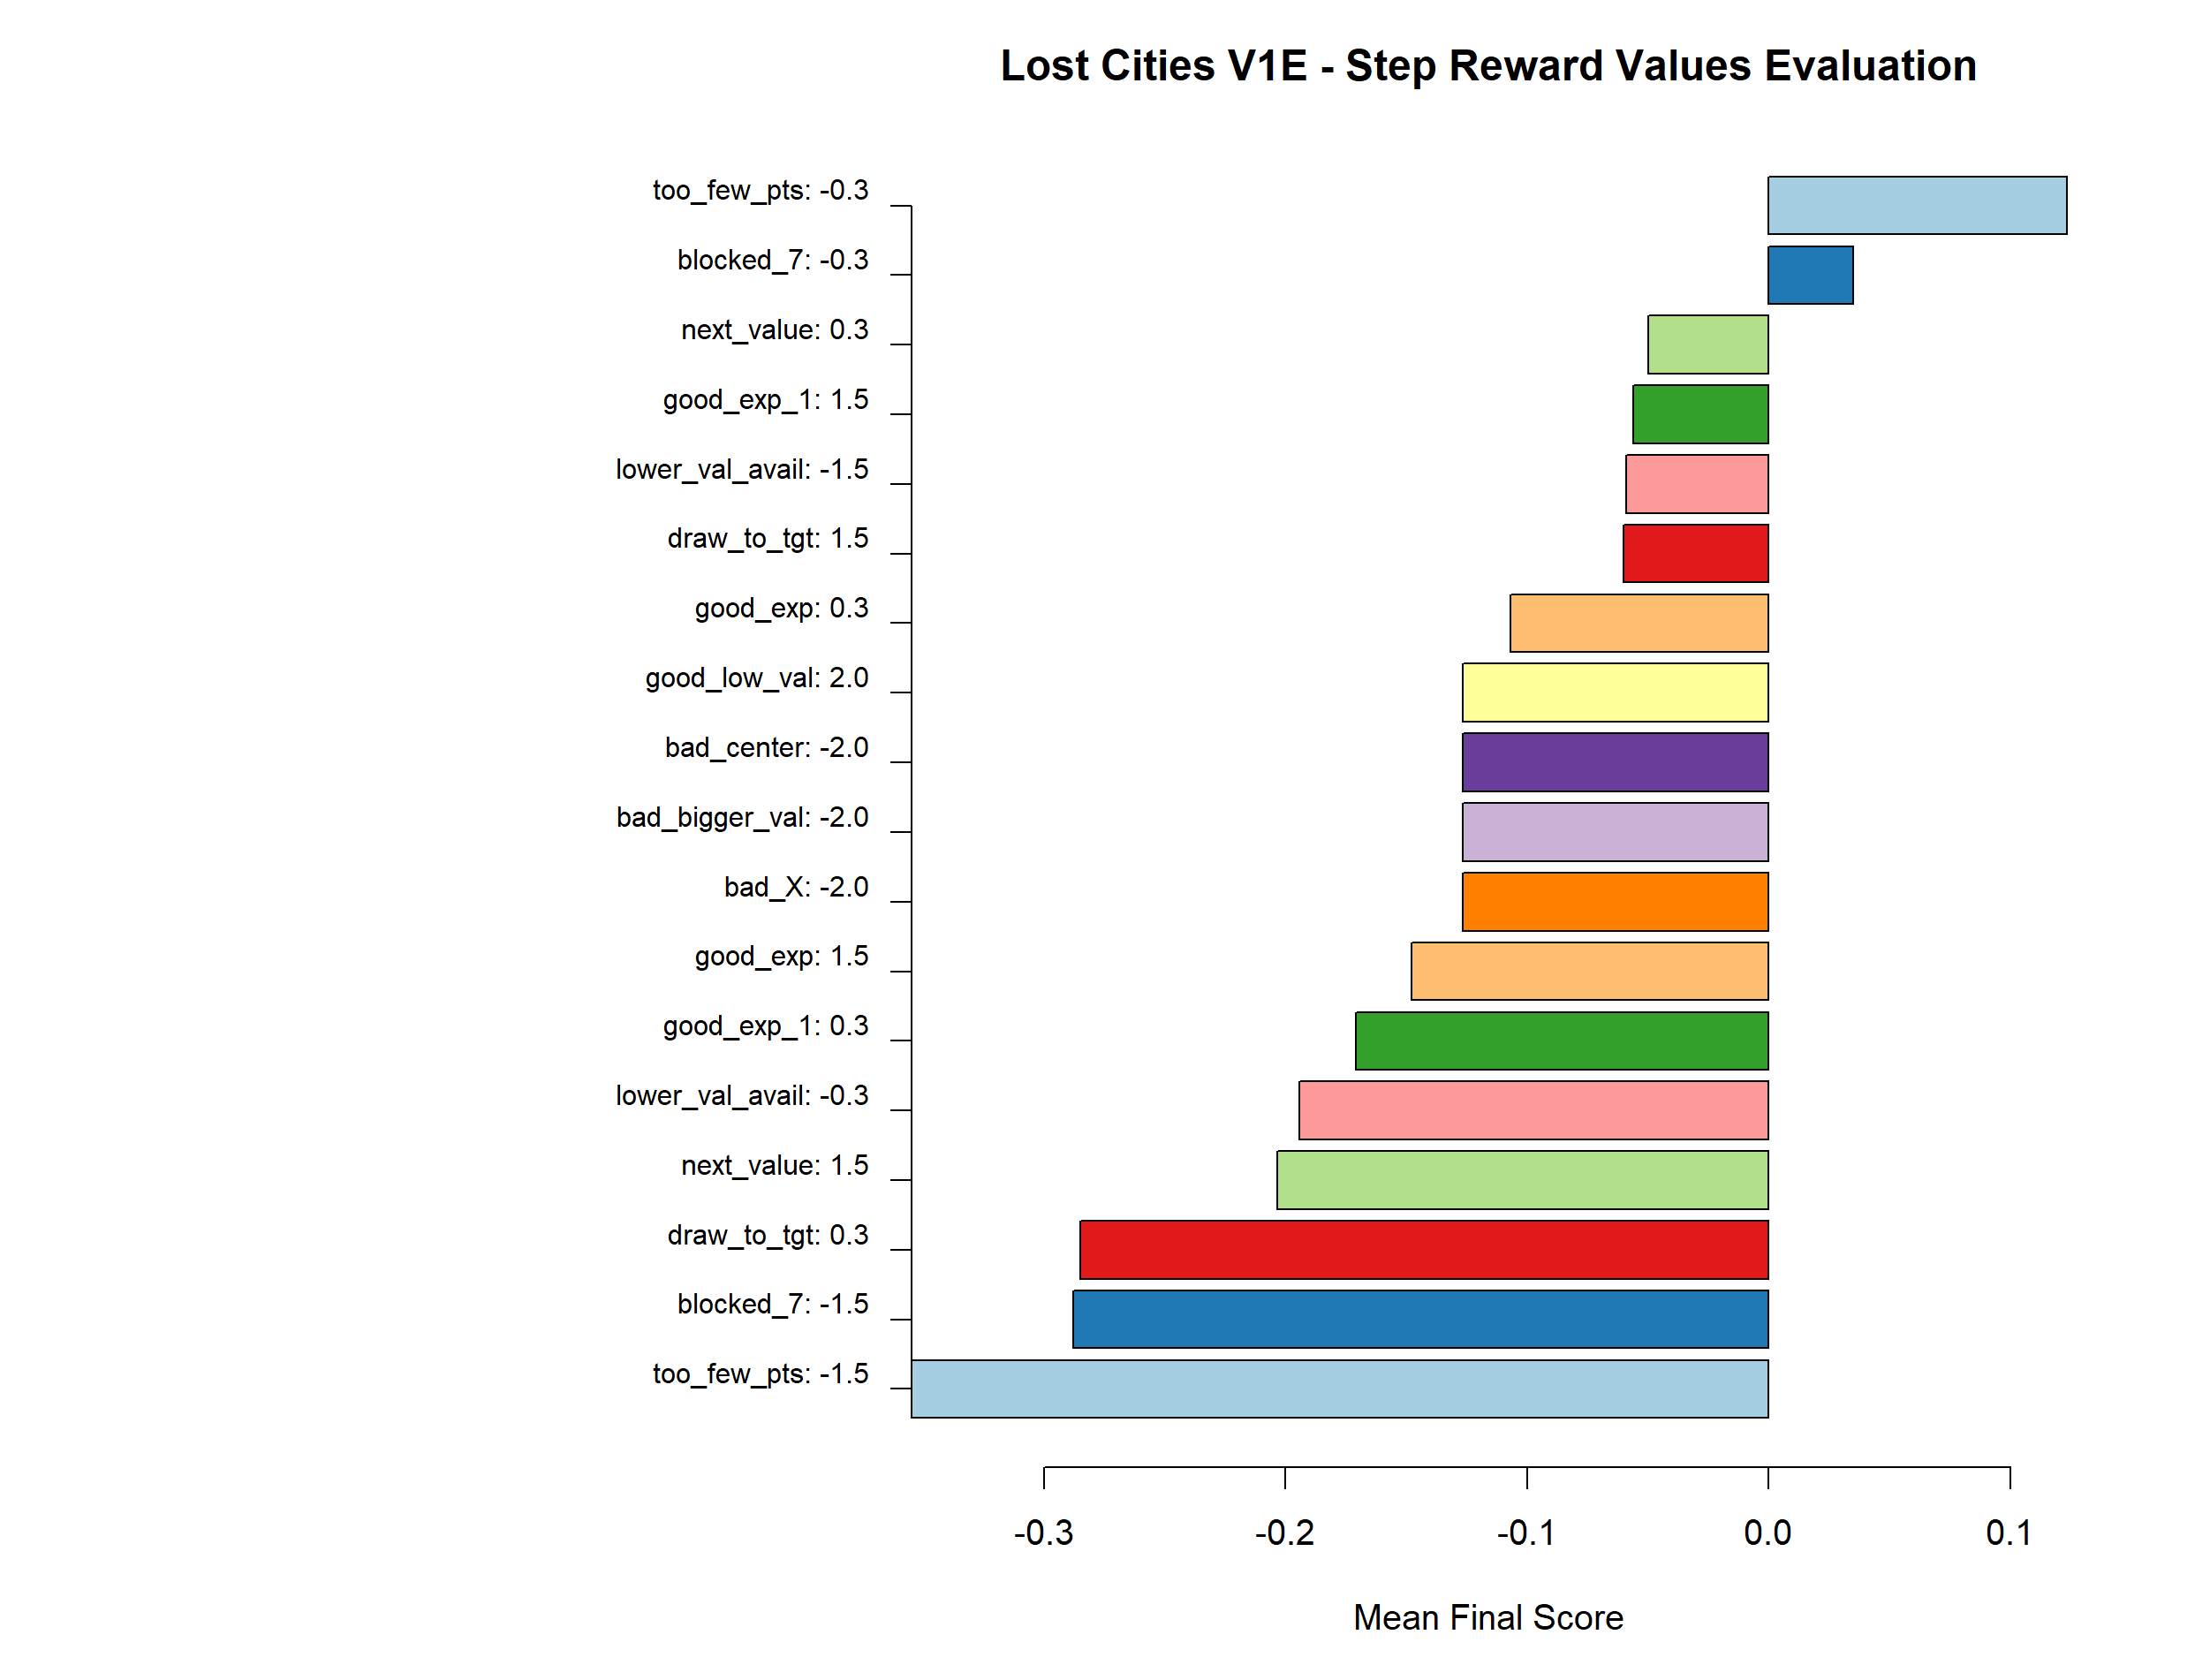 Lost Cities V1E - Step Reward Values Evaluation
too_few_pts: -0.3
blocked_7: -0.3
next_value: 0.3
good_exp_1: 1.5
lower_val_avail: -1.5
draw_to_tgt: 1.5
good_exp: 0.3
good_low_val: 2.0
bad_center: -2.0
bad_bigger_val: -2.0
bad_X: -2.0
good_exp: 1.5
good_exp_1: 0.3
lower_val_avail: -0.3
next_value: 1.5
draw_to_tgt: 0.3
blocked_7: -1.5
too_few_pts: -1.5
-0.3 -0.2 -0.1 0.0 0.1
Mean Final Score